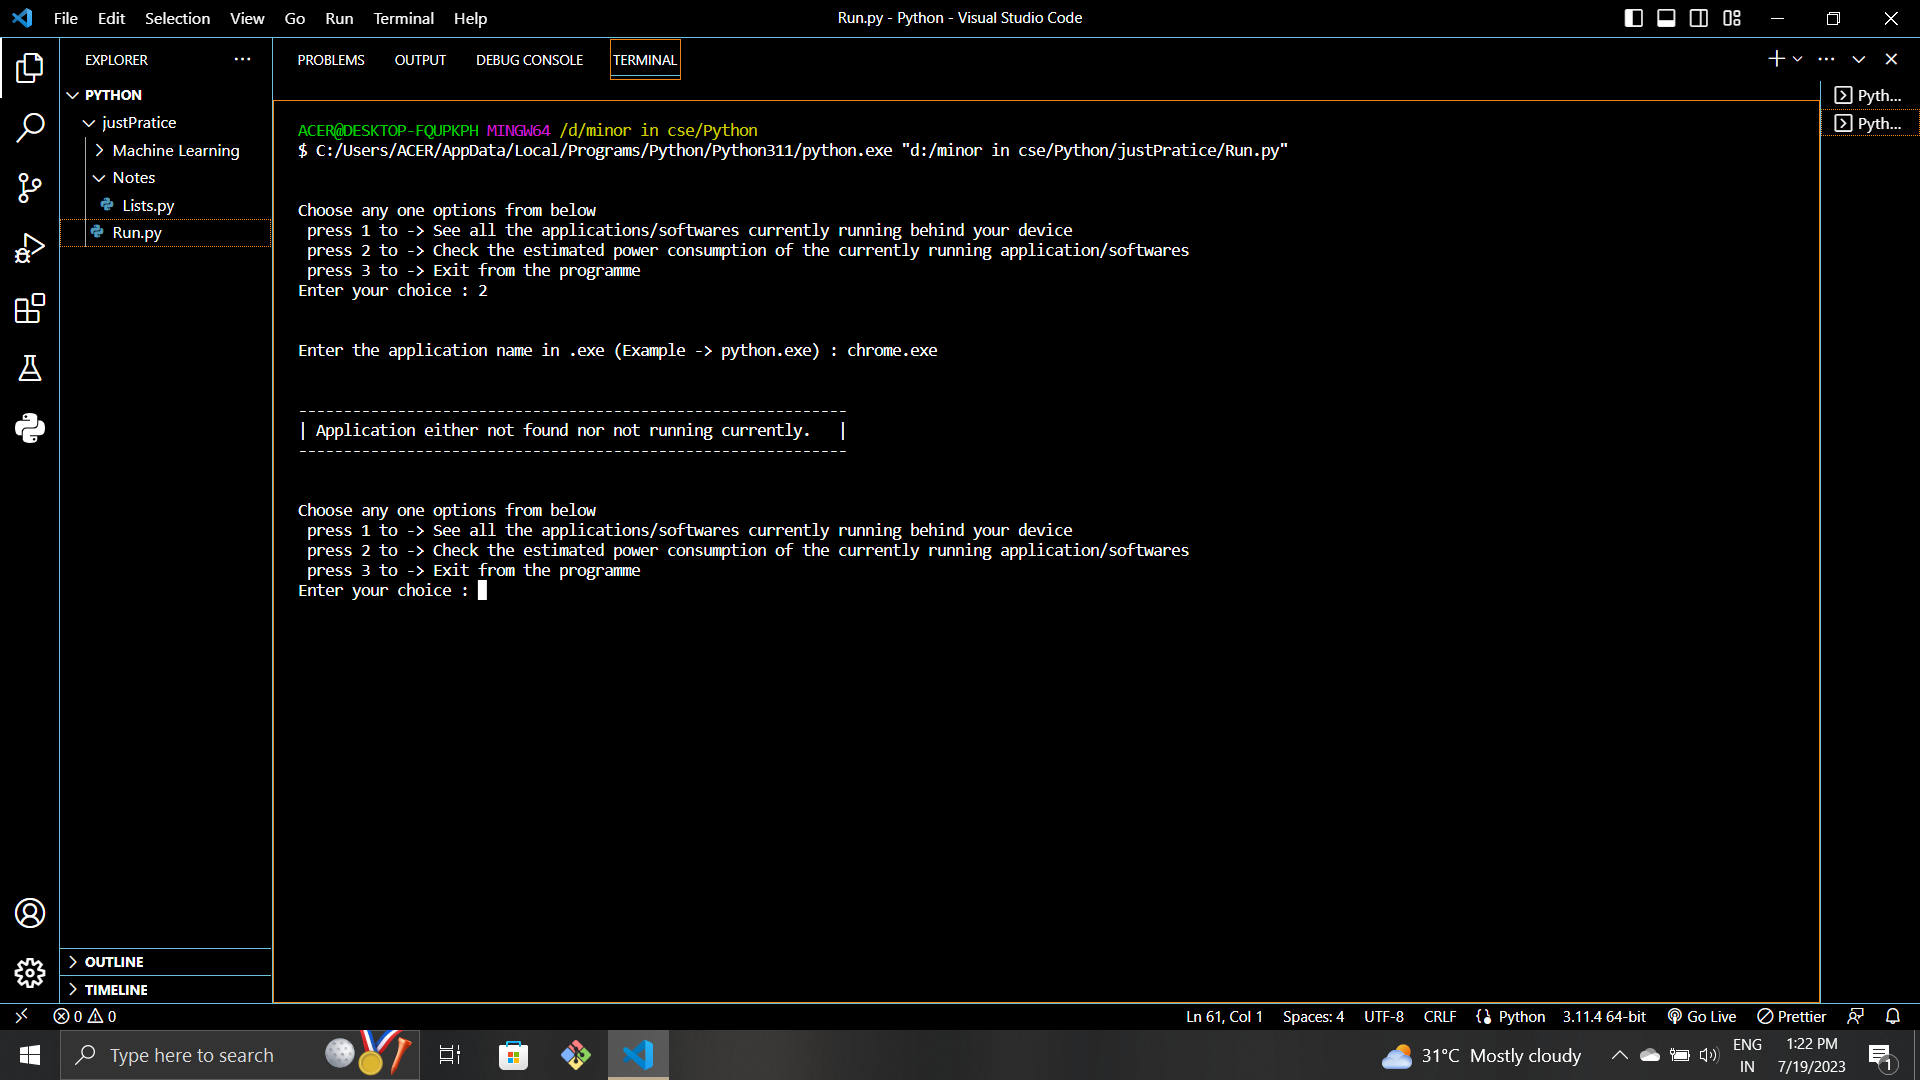 File Edit Selection View Go Run Terminal Help
Run.py - Python - Visual Studio Code
EXPLORER
PYTHON
justPratice
Machine Learning
Notes
Lists.py
Run.py
OUTLINE
TIMELINE
PROBLEMS OUTPUT DEBUG CONSOLE TERMINAL
ACER@DESKTOP-FQUPKPH MINGW64 /d/minor in cse/Python
$ C:/Users/ACER/AppData/Local/Programs/Python/Python311/python.exe "d:/minor in cse/Python/justPratice/Run.py"
Choose any one options from below
press 1 to -> See all the applications/softwares currently running behind your device
press 2 to -> Check the estimated power consumption of the currently running application/softwares
press 3 to -> Exit from the programme
Enter your choice : 2
Enter the application name in .exe (Example -> python.exe) : chrome.exe
-------------------------------------------------------------
| Application either not found nor not running currently.   |
-------------------------------------------------------------
Choose any one options from below
press 1 to -> See all the applications/softwares currently running behind your device
press 2 to -> Check the estimated power consumption of the currently running application/softwares
press 3 to -> Exit from the programme
Enter your choice :
Pyth...
Pyth...
0 0
Ln 61, Col 1 Spaces: 4 UTF-8 CRLF Python 3.11.4 64-bit Go Live Prettier
Type here to search
31°C Mostly cloudy
ENG
IN
1:22 PM
7/19/2023
1